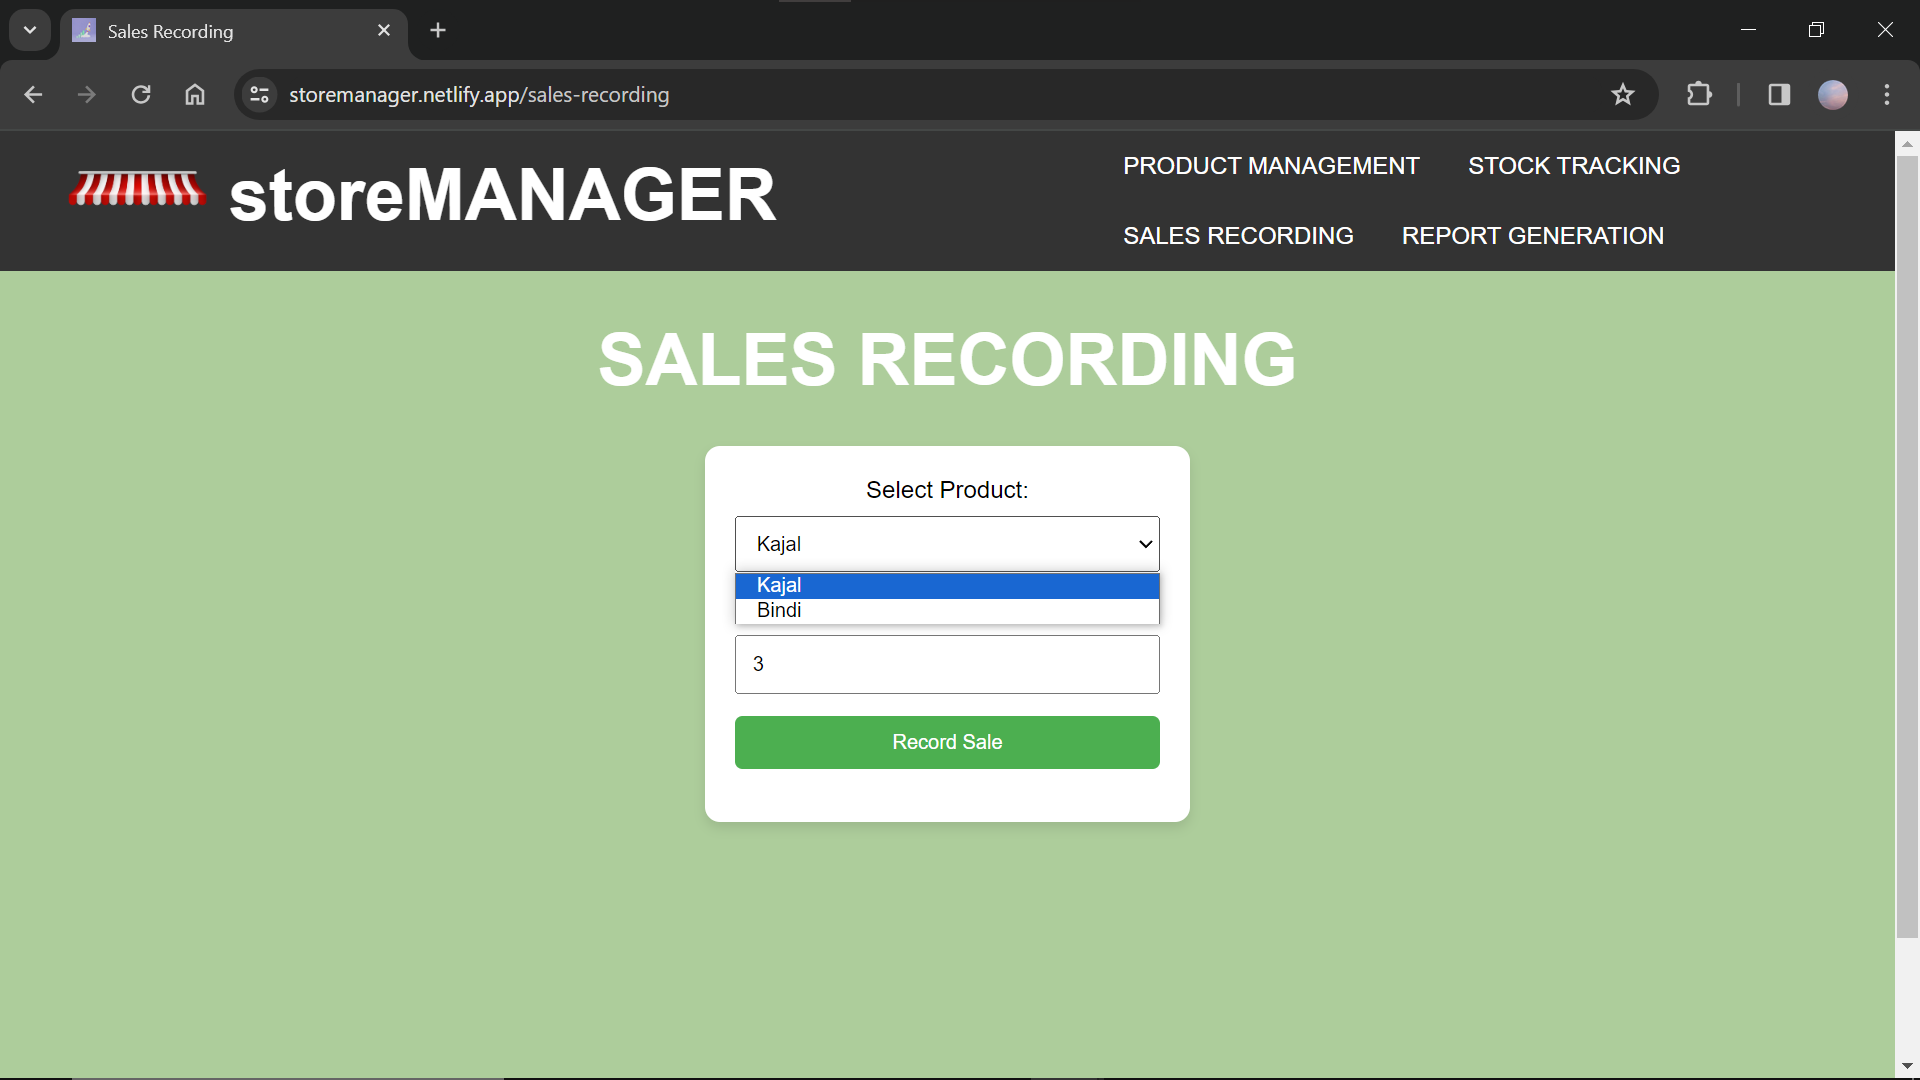 Sales Recording
storemanager.netlify.app/sales-recording
storeMANAGER
PRODUCT MANAGEMENT STOCK TRACKING
SALES RECORDING REPORT GENERATION
SALES RECORDING
Select Product:
Kajal
Kajal
Bindi
3
Record Sale